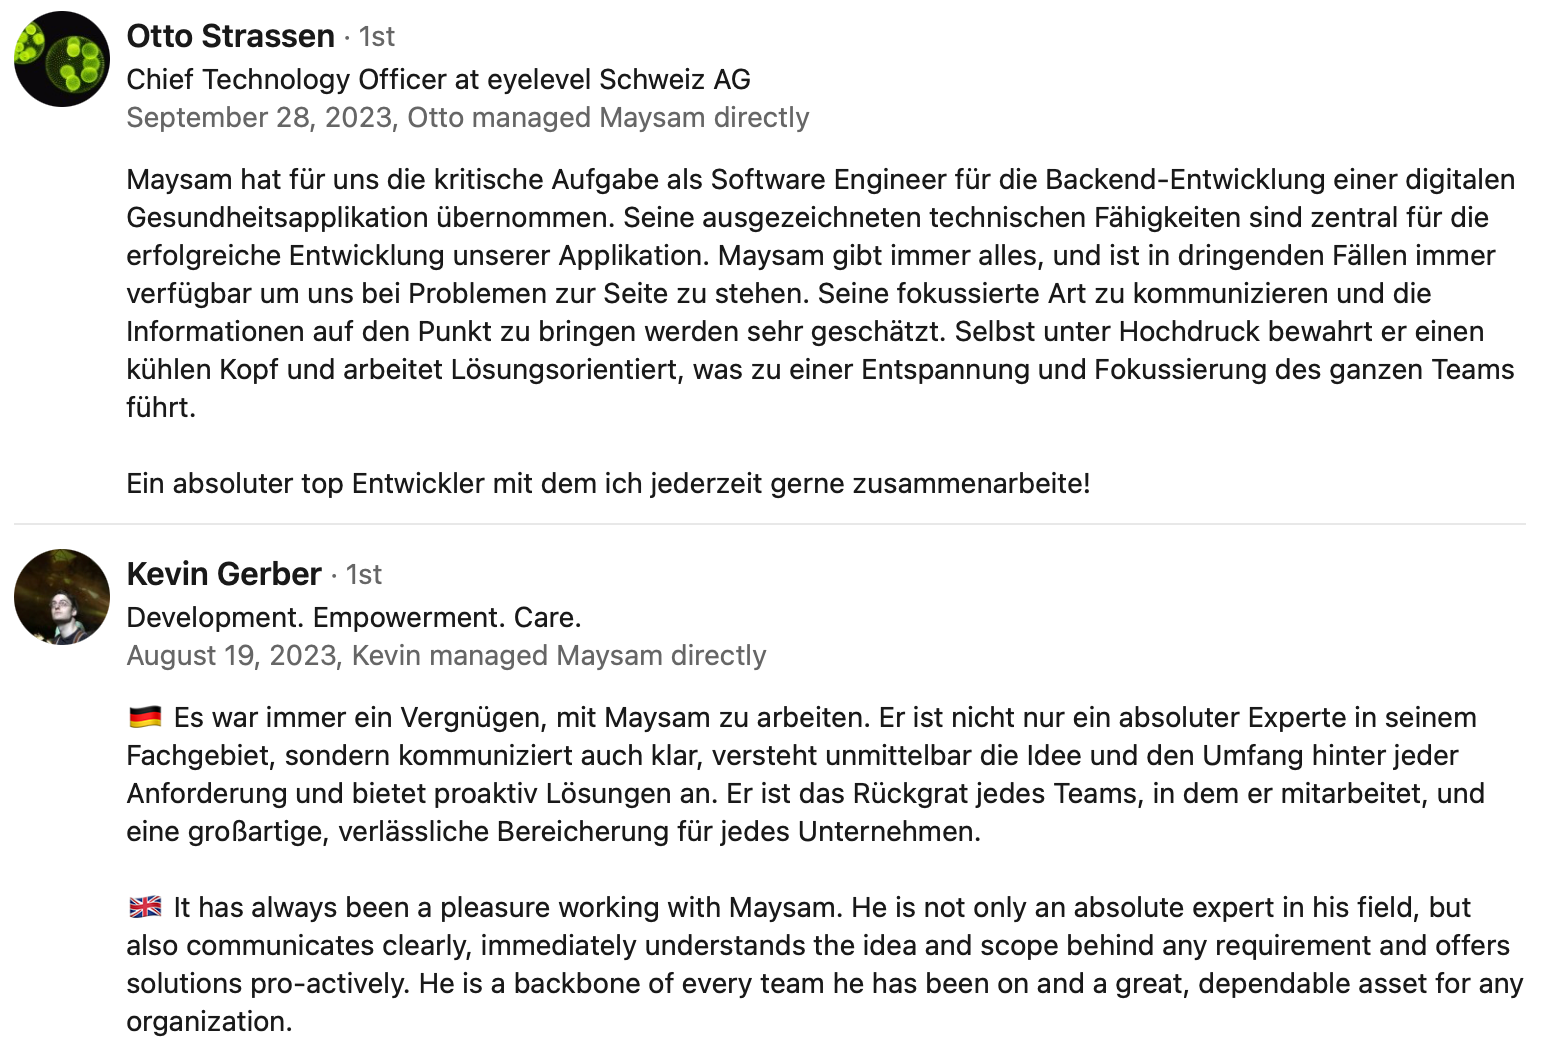 Otto Strassen · 1st
Chief Technology Officer at eyelevel Schweiz AG
September 28, 2023, Otto managed Maysam directly
Maysam hat für uns die kritische Aufgabe als Software Engineer für die Backend-Entwicklung einer digitalen
Gesundheitsapplikation übernommen. Seine ausgezeichneten technischen Fähigkeiten sind zentral für die
erfolgreiche Entwicklung unserer Applikation. Maysam gibt immer alles, und ist in dringenden Fällen immer
verfügbar um uns bei Problemen zur Seite zu stehen. Seine fokussierte Art zu kommunizieren und die
Informationen auf den Punkt zu bringen werden sehr geschätzt. Selbst unter Hochdruck bewahrt er einen
kühlen Kopf und arbeitet Lösungsorientiert, was zu einer Entspannung und Fokussierung des ganzen Teams
führt.
Ein absoluter top Entwickler mit dem ich jederzeit gerne zusammenarbeite!
Kevin Gerber · 1st
Development. Empowerment. Care.
August 19, 2023, Kevin managed Maysam directly
🇩🇪 Es war immer ein Vergnügen, mit Maysam zu arbeiten. Er ist nicht nur ein absoluter Experte in seinem
Fachgebiet, sondern kommuniziert auch klar, versteht unmittelbar die Idee und den Umfang hinter jeder
Anforderung und bietet proaktiv Lösungen an. Er ist das Rückgrat jedes Teams, in dem er mitarbeitet, und
eine großartige, verlässliche Bereicherung für jedes Unternehmen.
🇬🇧 It has always been a pleasure working with Maysam. He is not only an absolute expert in his field, but
also communicates clearly, immediately understands the idea and scope behind any requirement and offers
solutions pro-actively. He is a backbone of every team he has been on and a great, dependable asset for any
organization.